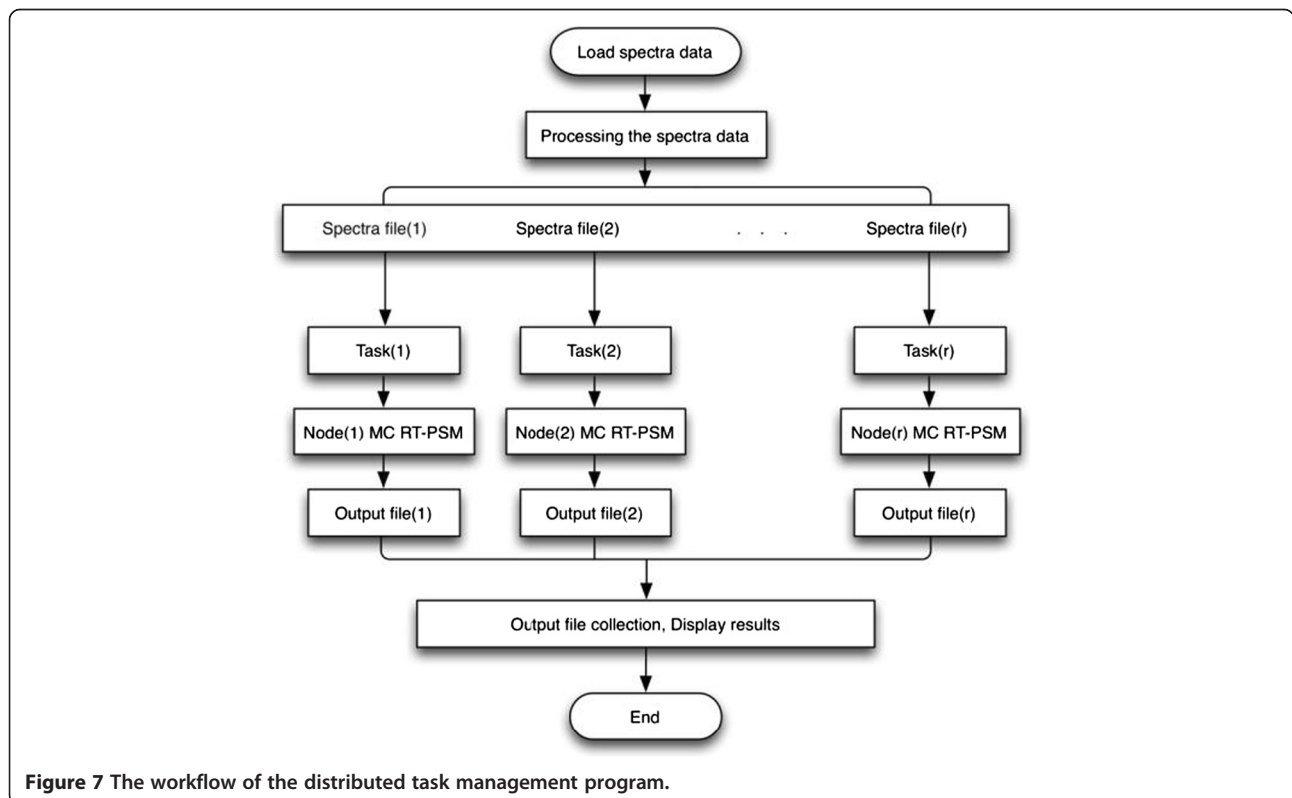 Load spectra data
Processing the spectra data
Spectra file(1) Spectra file(2) . . . Spectra file(r)
Task(1) Task(2) Task(r)
Node(1) MC RT-PSM Node(2) MC RT-PSM Node(r) MC RT-PSM
Output file(1) Output file(2) Output file(r)
Output file collection, Display results
End
Figure 7 The workflow of the distributed task management program.